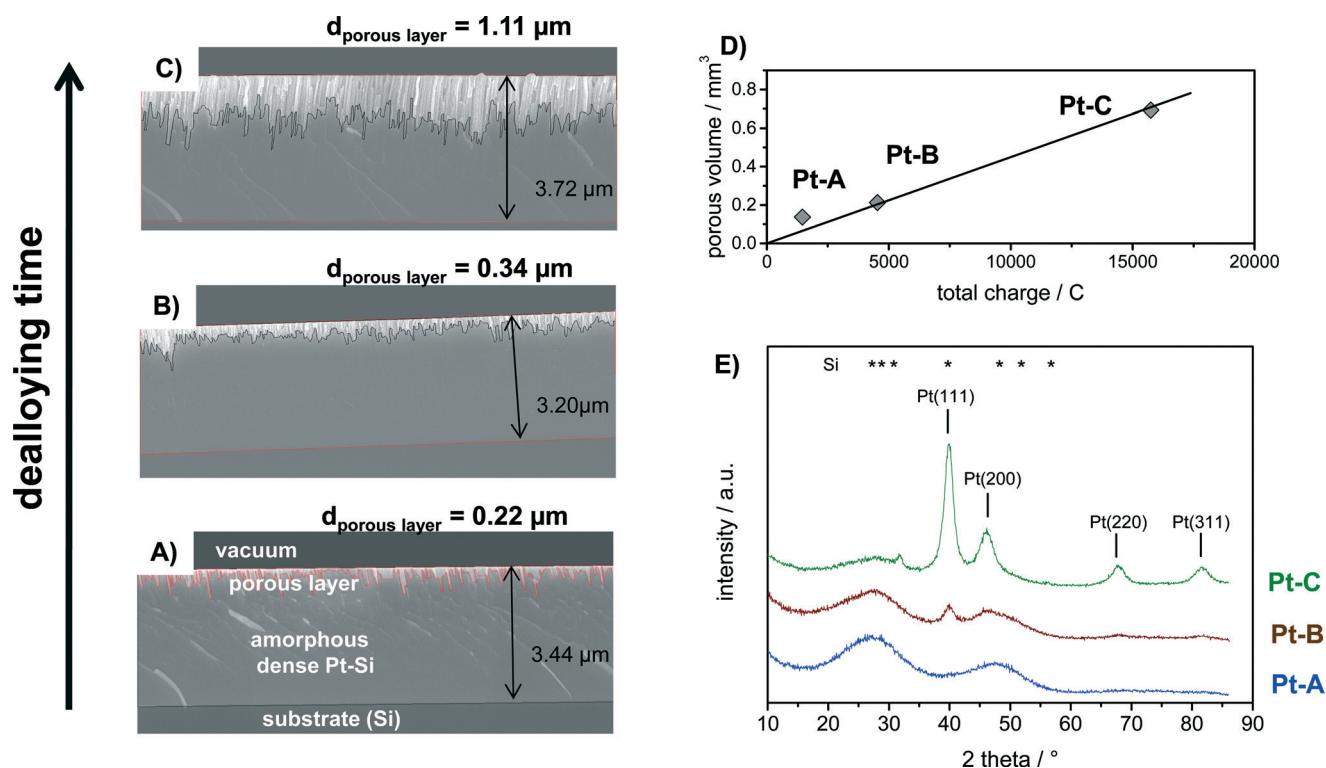 dealloying time
C)
dporous layer = 1.11 µm
3.72 µm
B)
dporous layer = 0.34 µm
3.20µm
A)
dporous layer = 0.22 µm
vacuum
porous layer
amorphous
dense Pt-Si
3.44 µm
substrate (Si)
D)
porous volume / mm³
0.8
0.6
0.4
0.2
0.0
Pt-A
Pt-B
Pt-C
0 5000 10000 15000 20000
total charge / C
E)
Si * * * * * * *
Pt(111)
Pt(200)
Pt(220)
Pt(311)
intensity / a.u.
Pt-C
Pt-B
Pt-A
10 20 30 40 50 60 70 80 90
2 theta / °